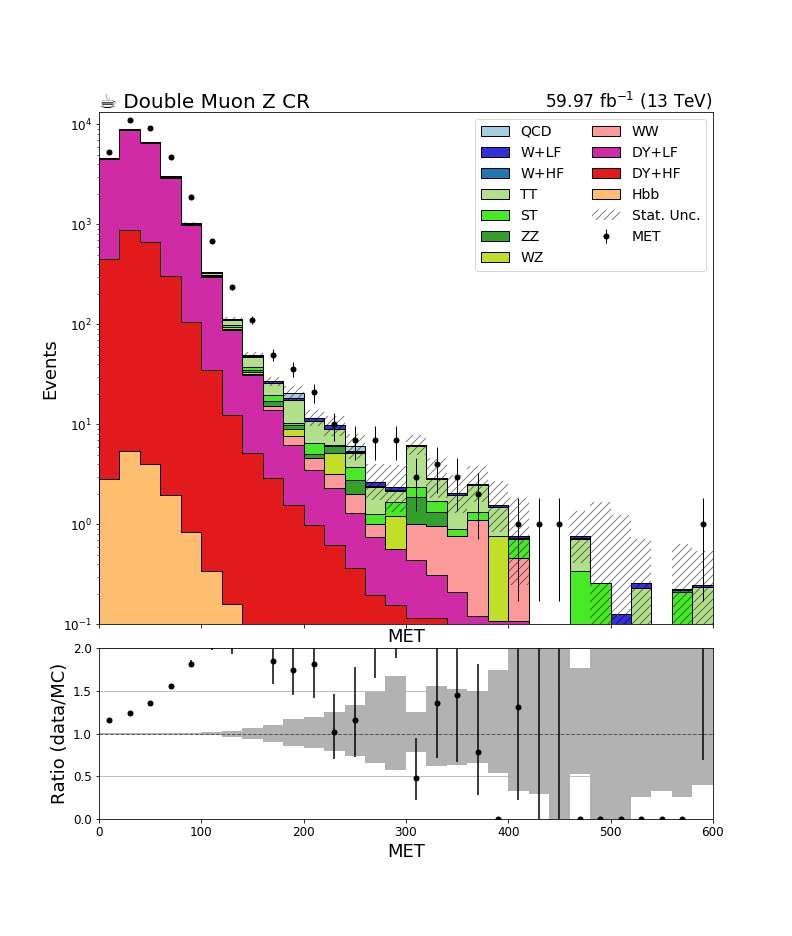 ☕ Double Muon Z CR 59.97 fb⁻¹ (13 TeV)
QCD WW
W+LF DY+LF
W+HF DY+HF
TT Hbb
ST Stat. Unc.
ZZ MET
WZ
10⁴
10³
10²
10¹
10⁰
10⁻¹
Events
MET
2.0
1.5
1.0
0.5
0.0
Ratio (data/MC)
0 100 200 300 400 500 600
MET